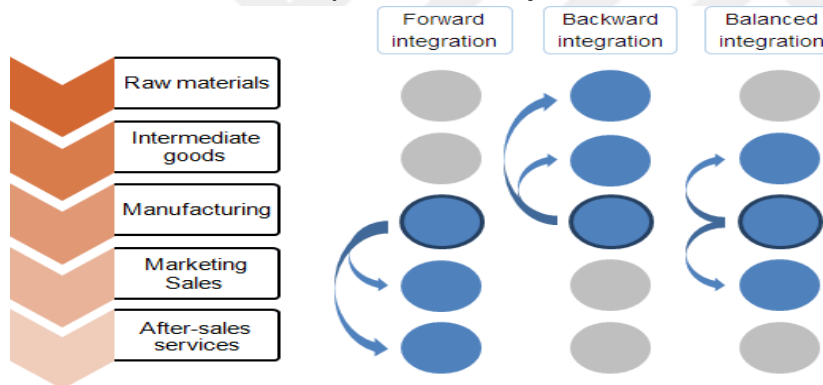 Forward
integration
Backward
integration
Balanced
integration
Raw materials
Intermediate
goods
Manufacturing
Marketing
Sales
After-sales
services